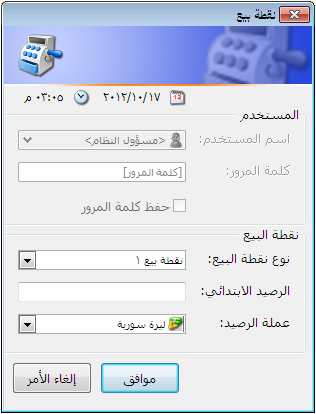 نقطة بيع
٢٠١٢/١٠/١٧ ٠٣:٠٥ م
المستخدم
اسم المستخدم: <مسؤول النظام>
كلمة المرور: [كلمة المرور]
حفظ كلمة المرور
نقطة البيع
نوع نقطة البيع: نقطة بيع ١
الرصيد الابتدائي:
عملة الرصيد: ليرة سورية
موافق إلغاء الأمر